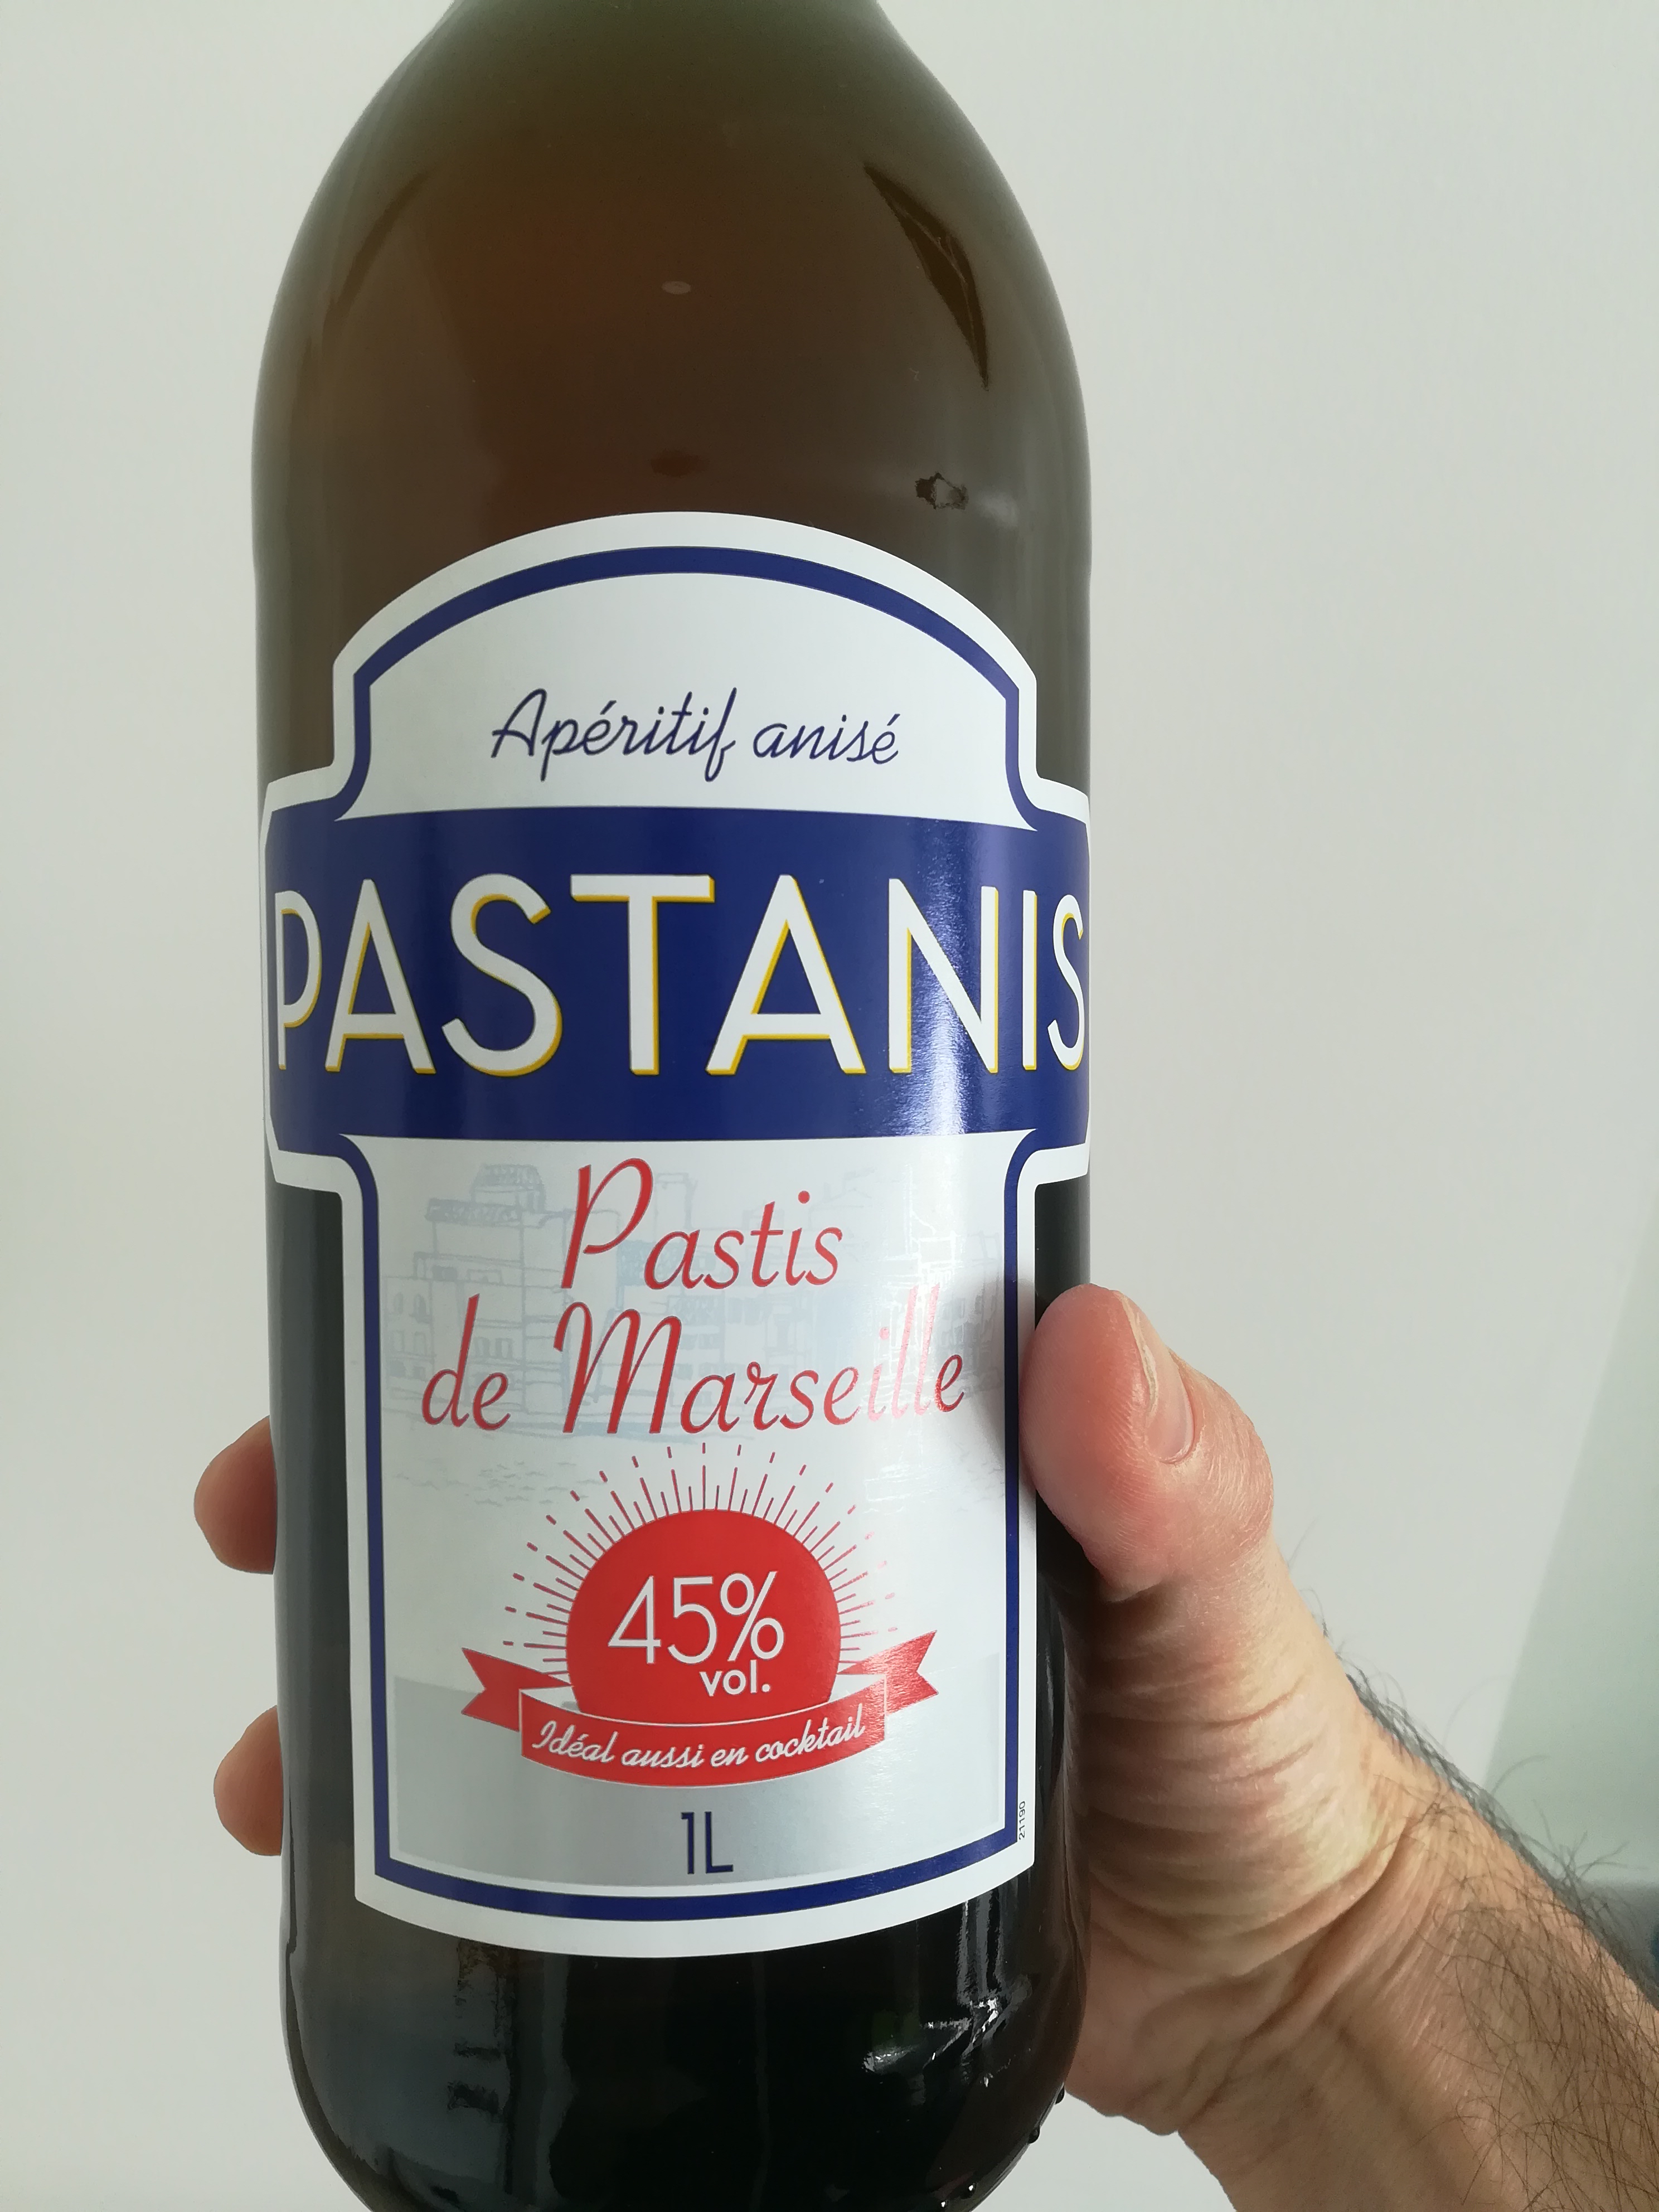 Apéritif anisé
PASTANIS
Pastis
de Marseille
45%
vol.
Idéal aussi en cocktail
1L
21190